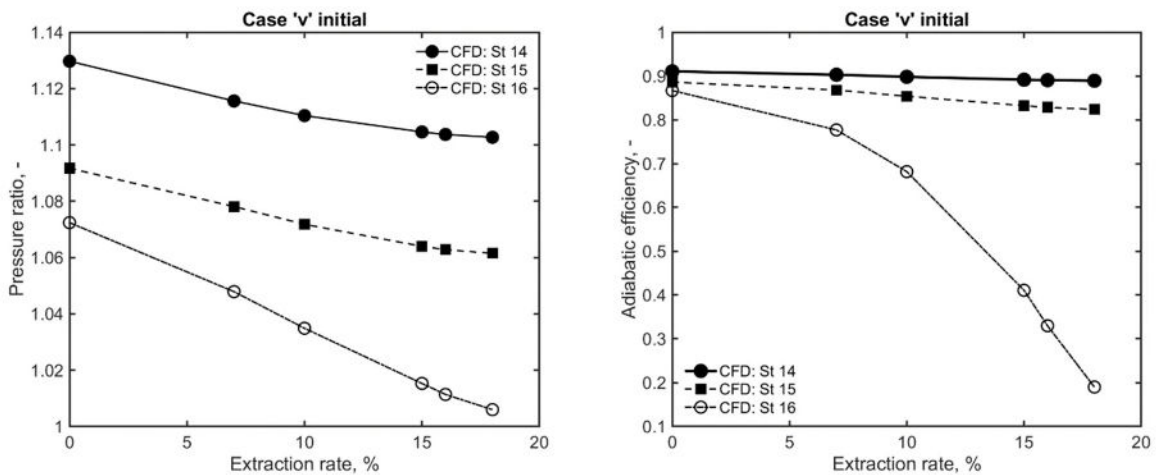 Case 'v' initial
1.14
1.12
1.1
1.08
1.06
1.04
1.02
1
Pressure ratio, -
CFD: St 14
CFD: St 15
CFD: St 16
0 5 10 15 20
Extraction rate, %
Case 'v' initial
1
0.9
0.8
0.7
0.6
0.5
0.4
0.3
0.2
0.1
Adiabatic efficiency, -
CFD: St 14
CFD: St 15
CFD: St 16
0 5 10 15 20
Extraction rate, %